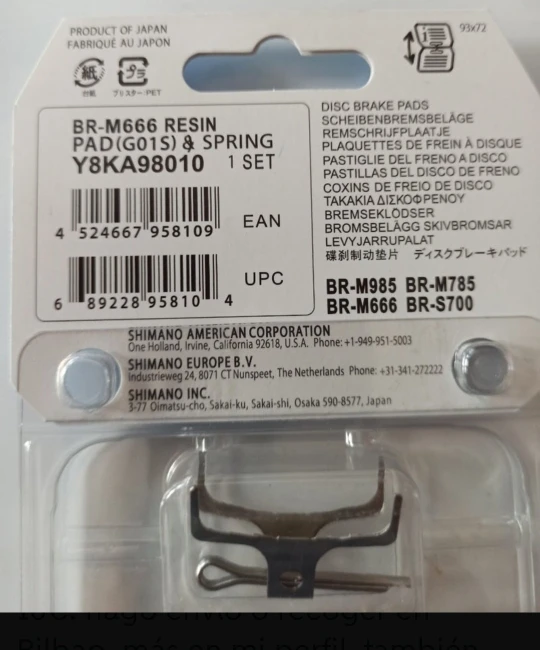 PRODUCT OF JAPAN
FABRIQUÉ AU JAPON
93x72
紙
プラ
台紙
ブリスター:PET
BR-M666 RESIN
PAD(G01S) & SPRING
Y8KA98010 1 SET
4 524667 958109
EAN
6 89228 95810 4
UPC
DISC BRAKE PADS
SCHEIBENBREMSBELÄGE
REMSCHRIJFPLAATJE
PLAQUETTES DE FREIN À DISQUE
PASTIGLIE DEL FRENO A DISCO
PASTILLAS DEL DISCO DE FRENO
COXINS DE FREIO DE DISCO
ΤΑΚΑΚΙΑ ΔΙΣΚΟΦΡΕΝΟΥ
BREMSEKLODSER
BROMSBELÄGG SKIVBROMSAR
LEVYJARRUPALAT
碟刹制动垫片 ディスクブレーキパッド
BR-M985 BR-M785
BR-M666 BR-S700
SHIMANO AMERICAN CORPORATION
One Holland, Irvine, California 92618, U.S.A. Phone: +1-949-951-5003
SHIMANO EUROPE B.V.
Industrieweg 24, 8071 CT Nunspeet, The Netherlands Phone: +31-341-272222
SHIMANO INC.
3-77 Oimatsu-cho, Sakai-ku, Sakai-shi, Osaka 590-8577, Japan